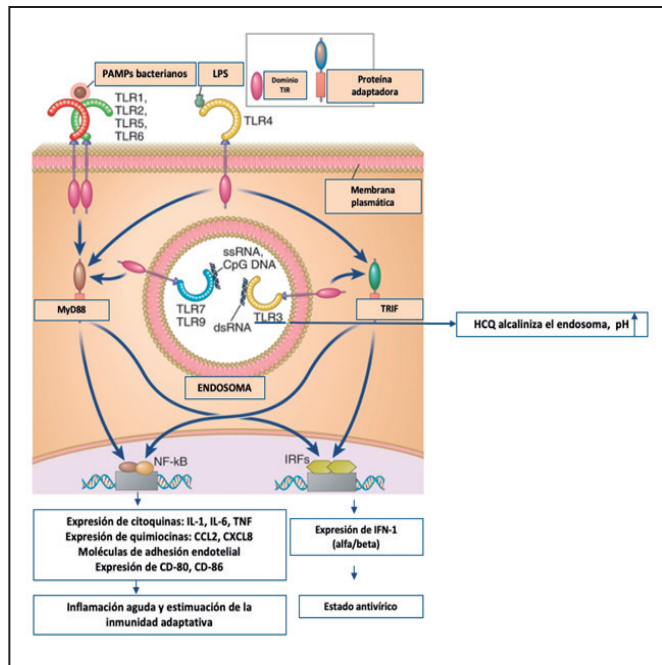 PAMPs bacterianos
LPS
Dominio
TIR
Proteína
adaptadora
TLR1,
TLR2,
TLR5,
TLR6
TLR4
Membrana
plasmática
ssRNA,
CpG DNA
TLR7
TLR9
dsRNA
TLR3
MyD88
TRIF
HCQ alcaliniza el endosoma, pH
ENDOSOMA
NF-kB
IRFs
Expresión de citoquinas: IL-1, IL-6, TNF
Expresión de quimiocinas: CCL2, CXCL8
Moléculas de adhesión endotelial
Expresión de CD-80, CD-86
Expresión de IFN-1
(alfa/beta)
Inflamación aguda y estimuación de la
inmunidad adaptativa
Estado antivírico